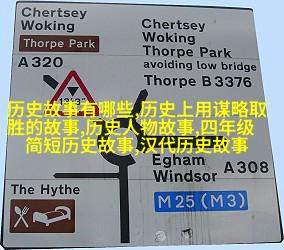 Chertsey
Woking
Thorpe Park
A320
Chertsey
Woking
Thorpe Park
avoiding low bridge
Thorpe B3376
历史故事有哪些,历史上用谋略取
胜的故事,历史人物故事,四年级
简短历史故事,汉代历史故事
Egham
Windsor
A308
The Hythe
M25 (M3)